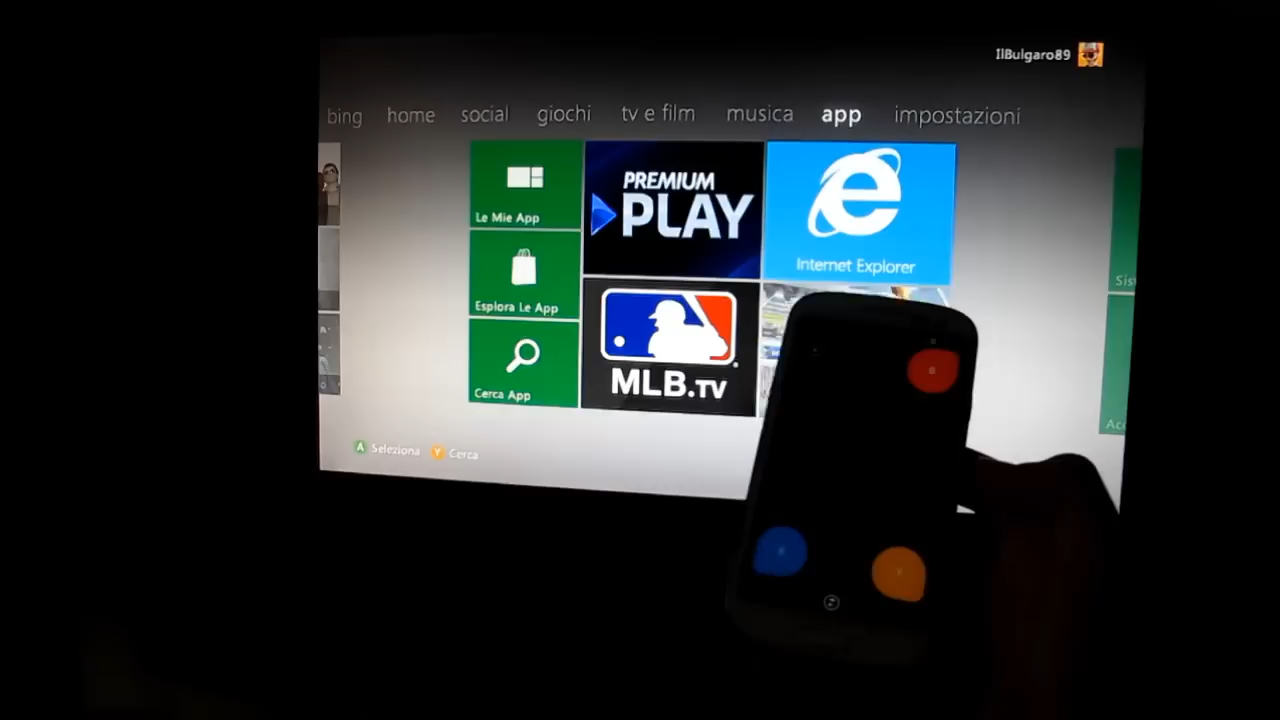 IlBulgaro89
bing home social giochi tv e film musica app impostazioni
Le Mie App
PREMIUM
PLAY
Internet Explorer
Esplora Le App
MLB.TV
Cerca App
A Seleziona Y Cerca